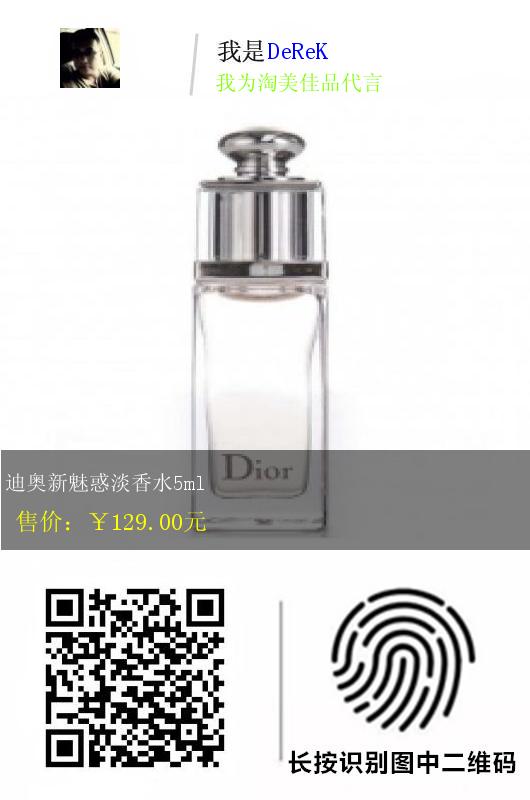 我是DeReK
我为淘美佳品代言
Dior
迪奥新魅惑淡香水5ml
售价：￥129.00元
长按识别图中二维码